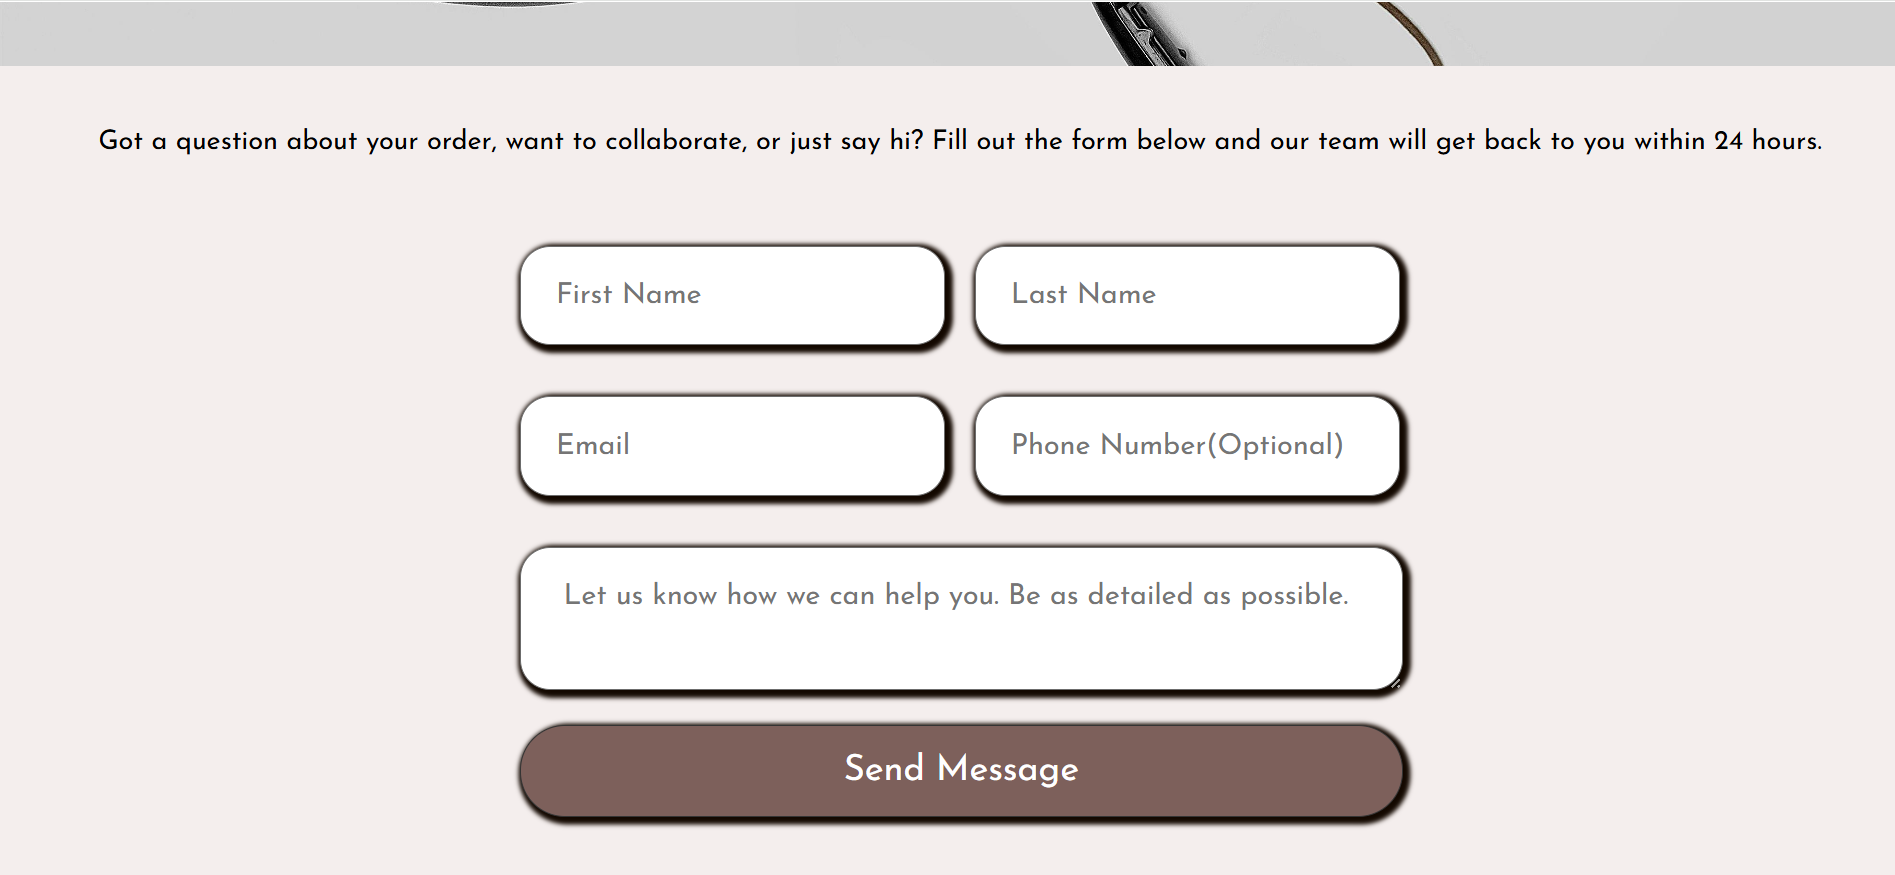 Got a question about your order, want to collaborate, or just say hi? Fill out the form below and our team will get back to you within 24 hours.
First Name
Last Name
Email
Phone Number(Optional)
Let us know how we can help you. Be as detailed as possible.
Send Message